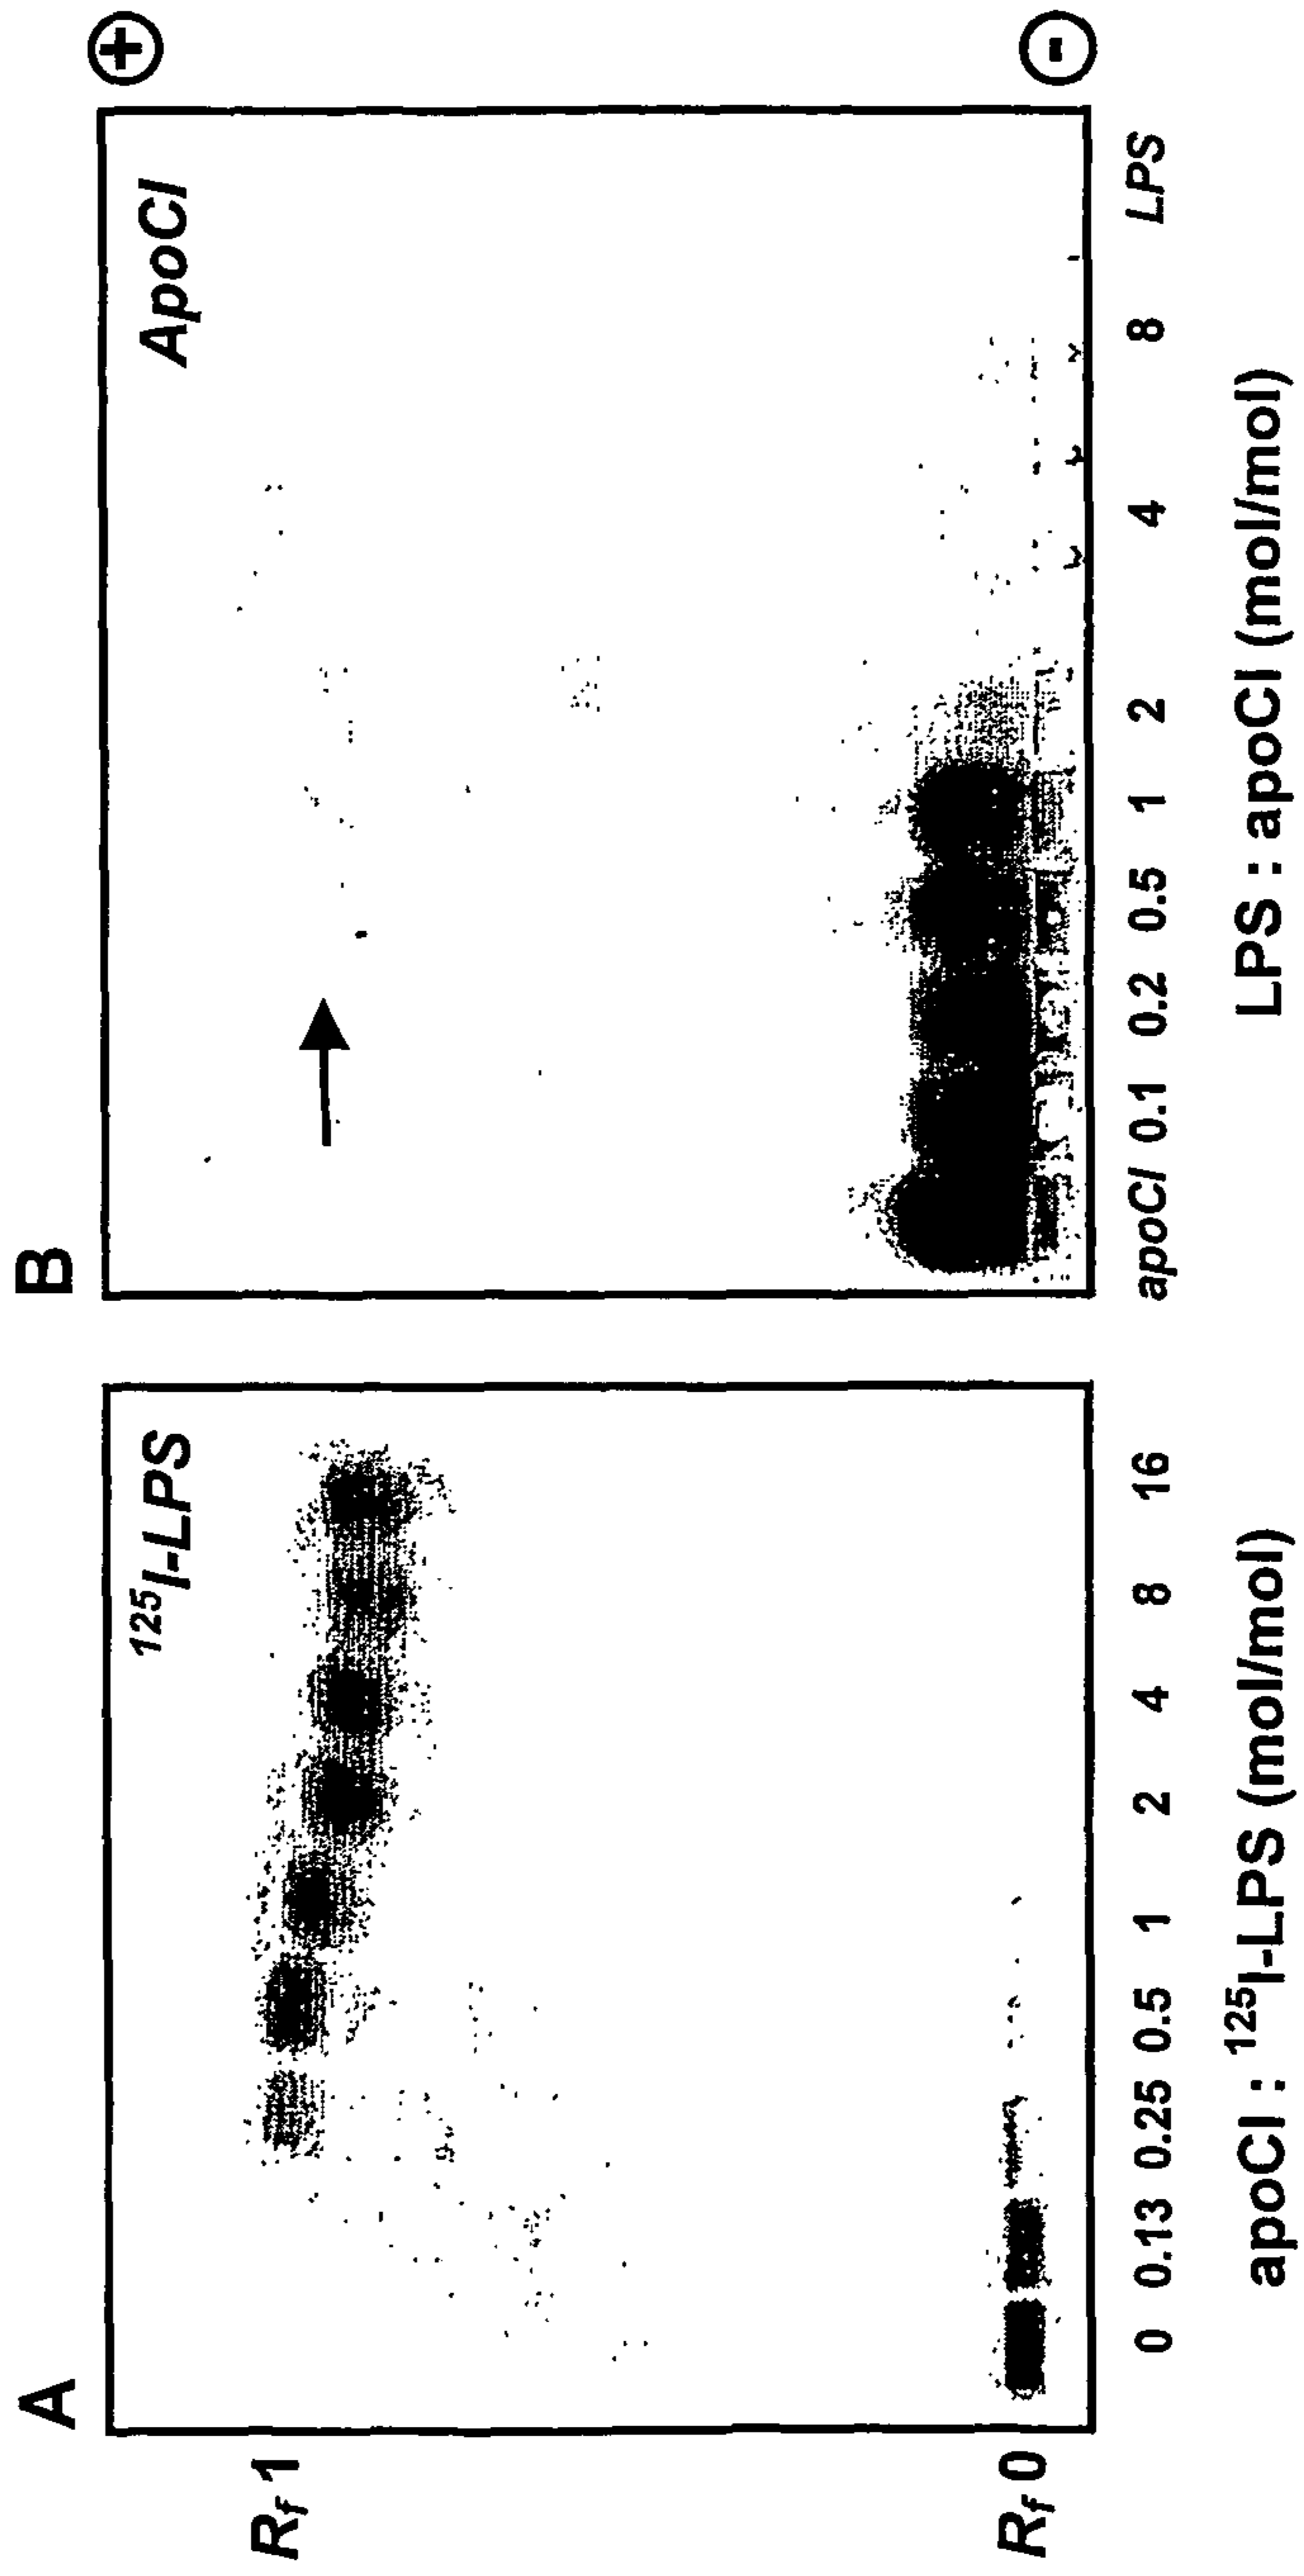 A
¹²⁵I-LPS
R_f 1
R_f 0
0 0.13 0.25 0.5 1 2 4 8 16
apoCI : ¹²⁵I-LPS (mol/mol)
B
ApoCI
+
-
apoCI 0.1 0.2 0.5 1 2 4 8 LPS
LPS : apoCI (mol/mol)